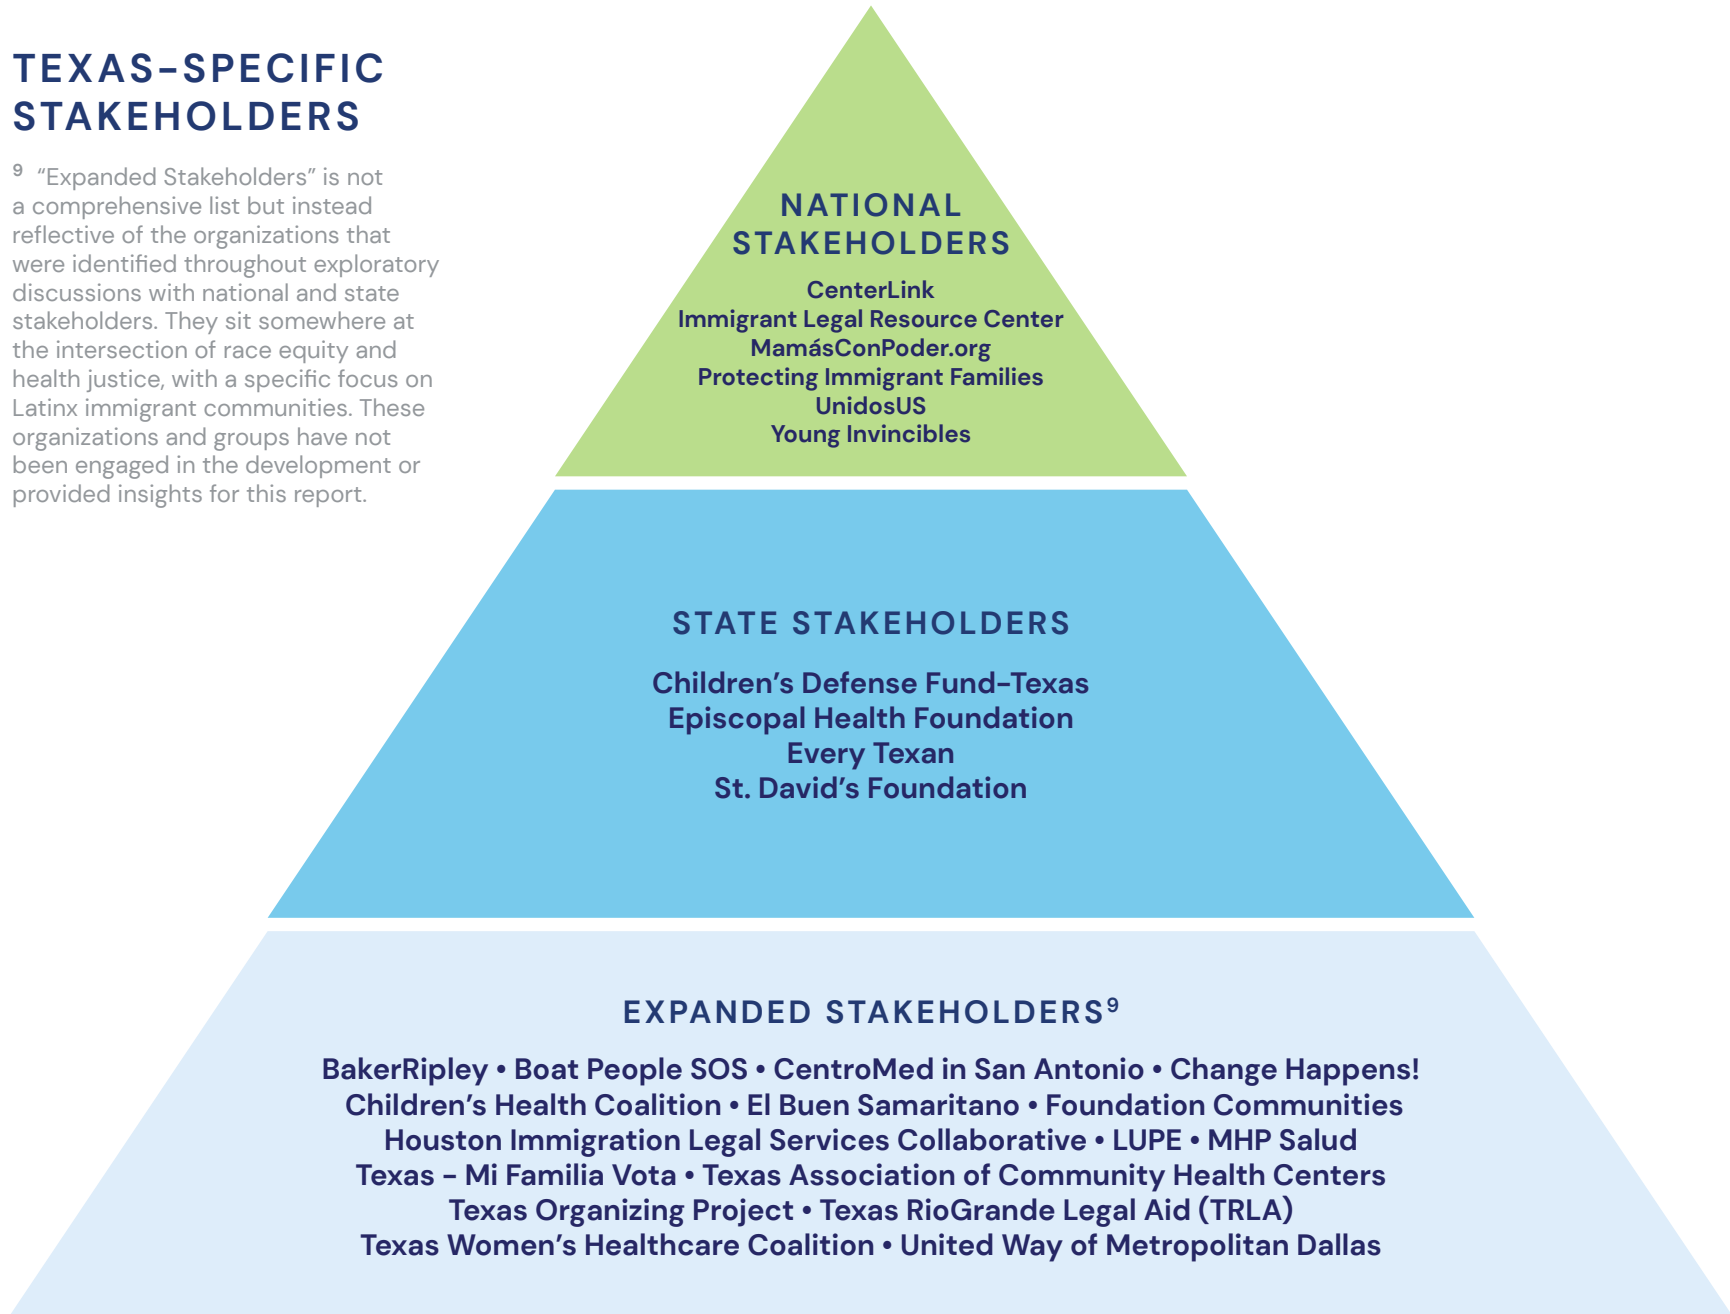 TEXAS-SPECIFIC
STAKEHOLDERS
⁹ “Expanded Stakeholders” is not
a comprehensive list but instead
reflective of the organizations that
were identified throughout exploratory
discussions with national and state
stakeholders. They sit somewhere at
the intersection of race equity and
health justice, with a specific focus on
Latinx immigrant communities. These
organizations and groups have not
been engaged in the development or
provided insights for this report.
NATIONAL
STAKEHOLDERS
CenterLink
Immigrant Legal Resource Center
MamásConPoder.org
Protecting Immigrant Families
UnidosUS
Young Invincibles
STATE STAKEHOLDERS
Children’s Defense Fund–Texas
Episcopal Health Foundation
Every Texan
St. David’s Foundation
EXPANDED STAKEHOLDERS⁹
BakerRipley • Boat People SOS • CentroMed in San Antonio • Change Happens!
Children’s Health Coalition • El Buen Samaritano • Foundation Communities
Houston Immigration Legal Services Collaborative • LUPE • MHP Salud
Texas – Mi Familia Vota • Texas Association of Community Health Centers
Texas Organizing Project • Texas RioGrande Legal Aid (TRLA)
Texas Women’s Healthcare Coalition • United Way of Metropolitan Dallas